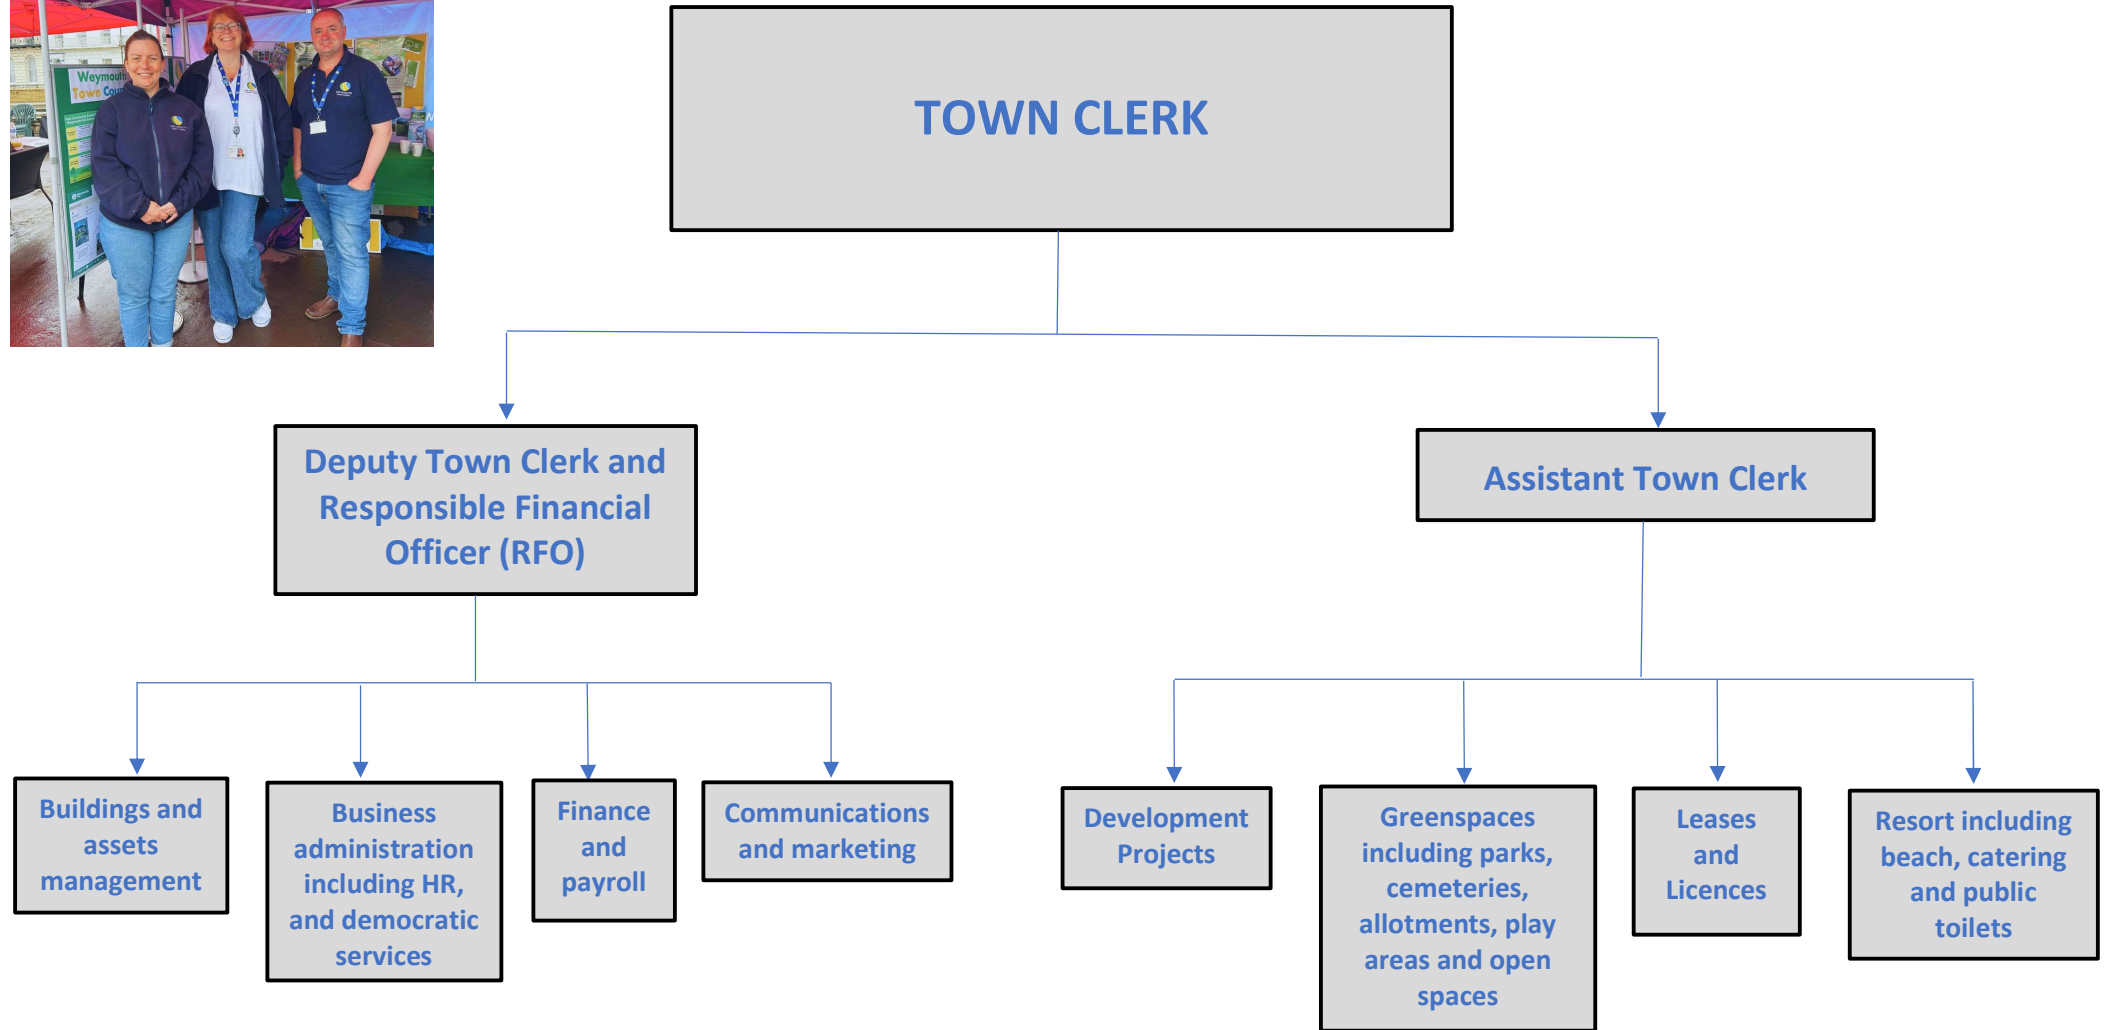 Weymouth
Town Coun
TOWN CLERK
Deputy Town Clerk and
Responsible Financial
Officer (RFO)
Assistant Town Clerk
Buildings and
assets
management
Business
administration
including HR,
and democratic
services
Finance
and
payroll
Communications
and marketing
Development
Projects
Greenspaces
including parks,
cemeteries,
allotments, play
areas and open
spaces
Leases
and
Licences
Resort including
beach, catering
and public
toilets